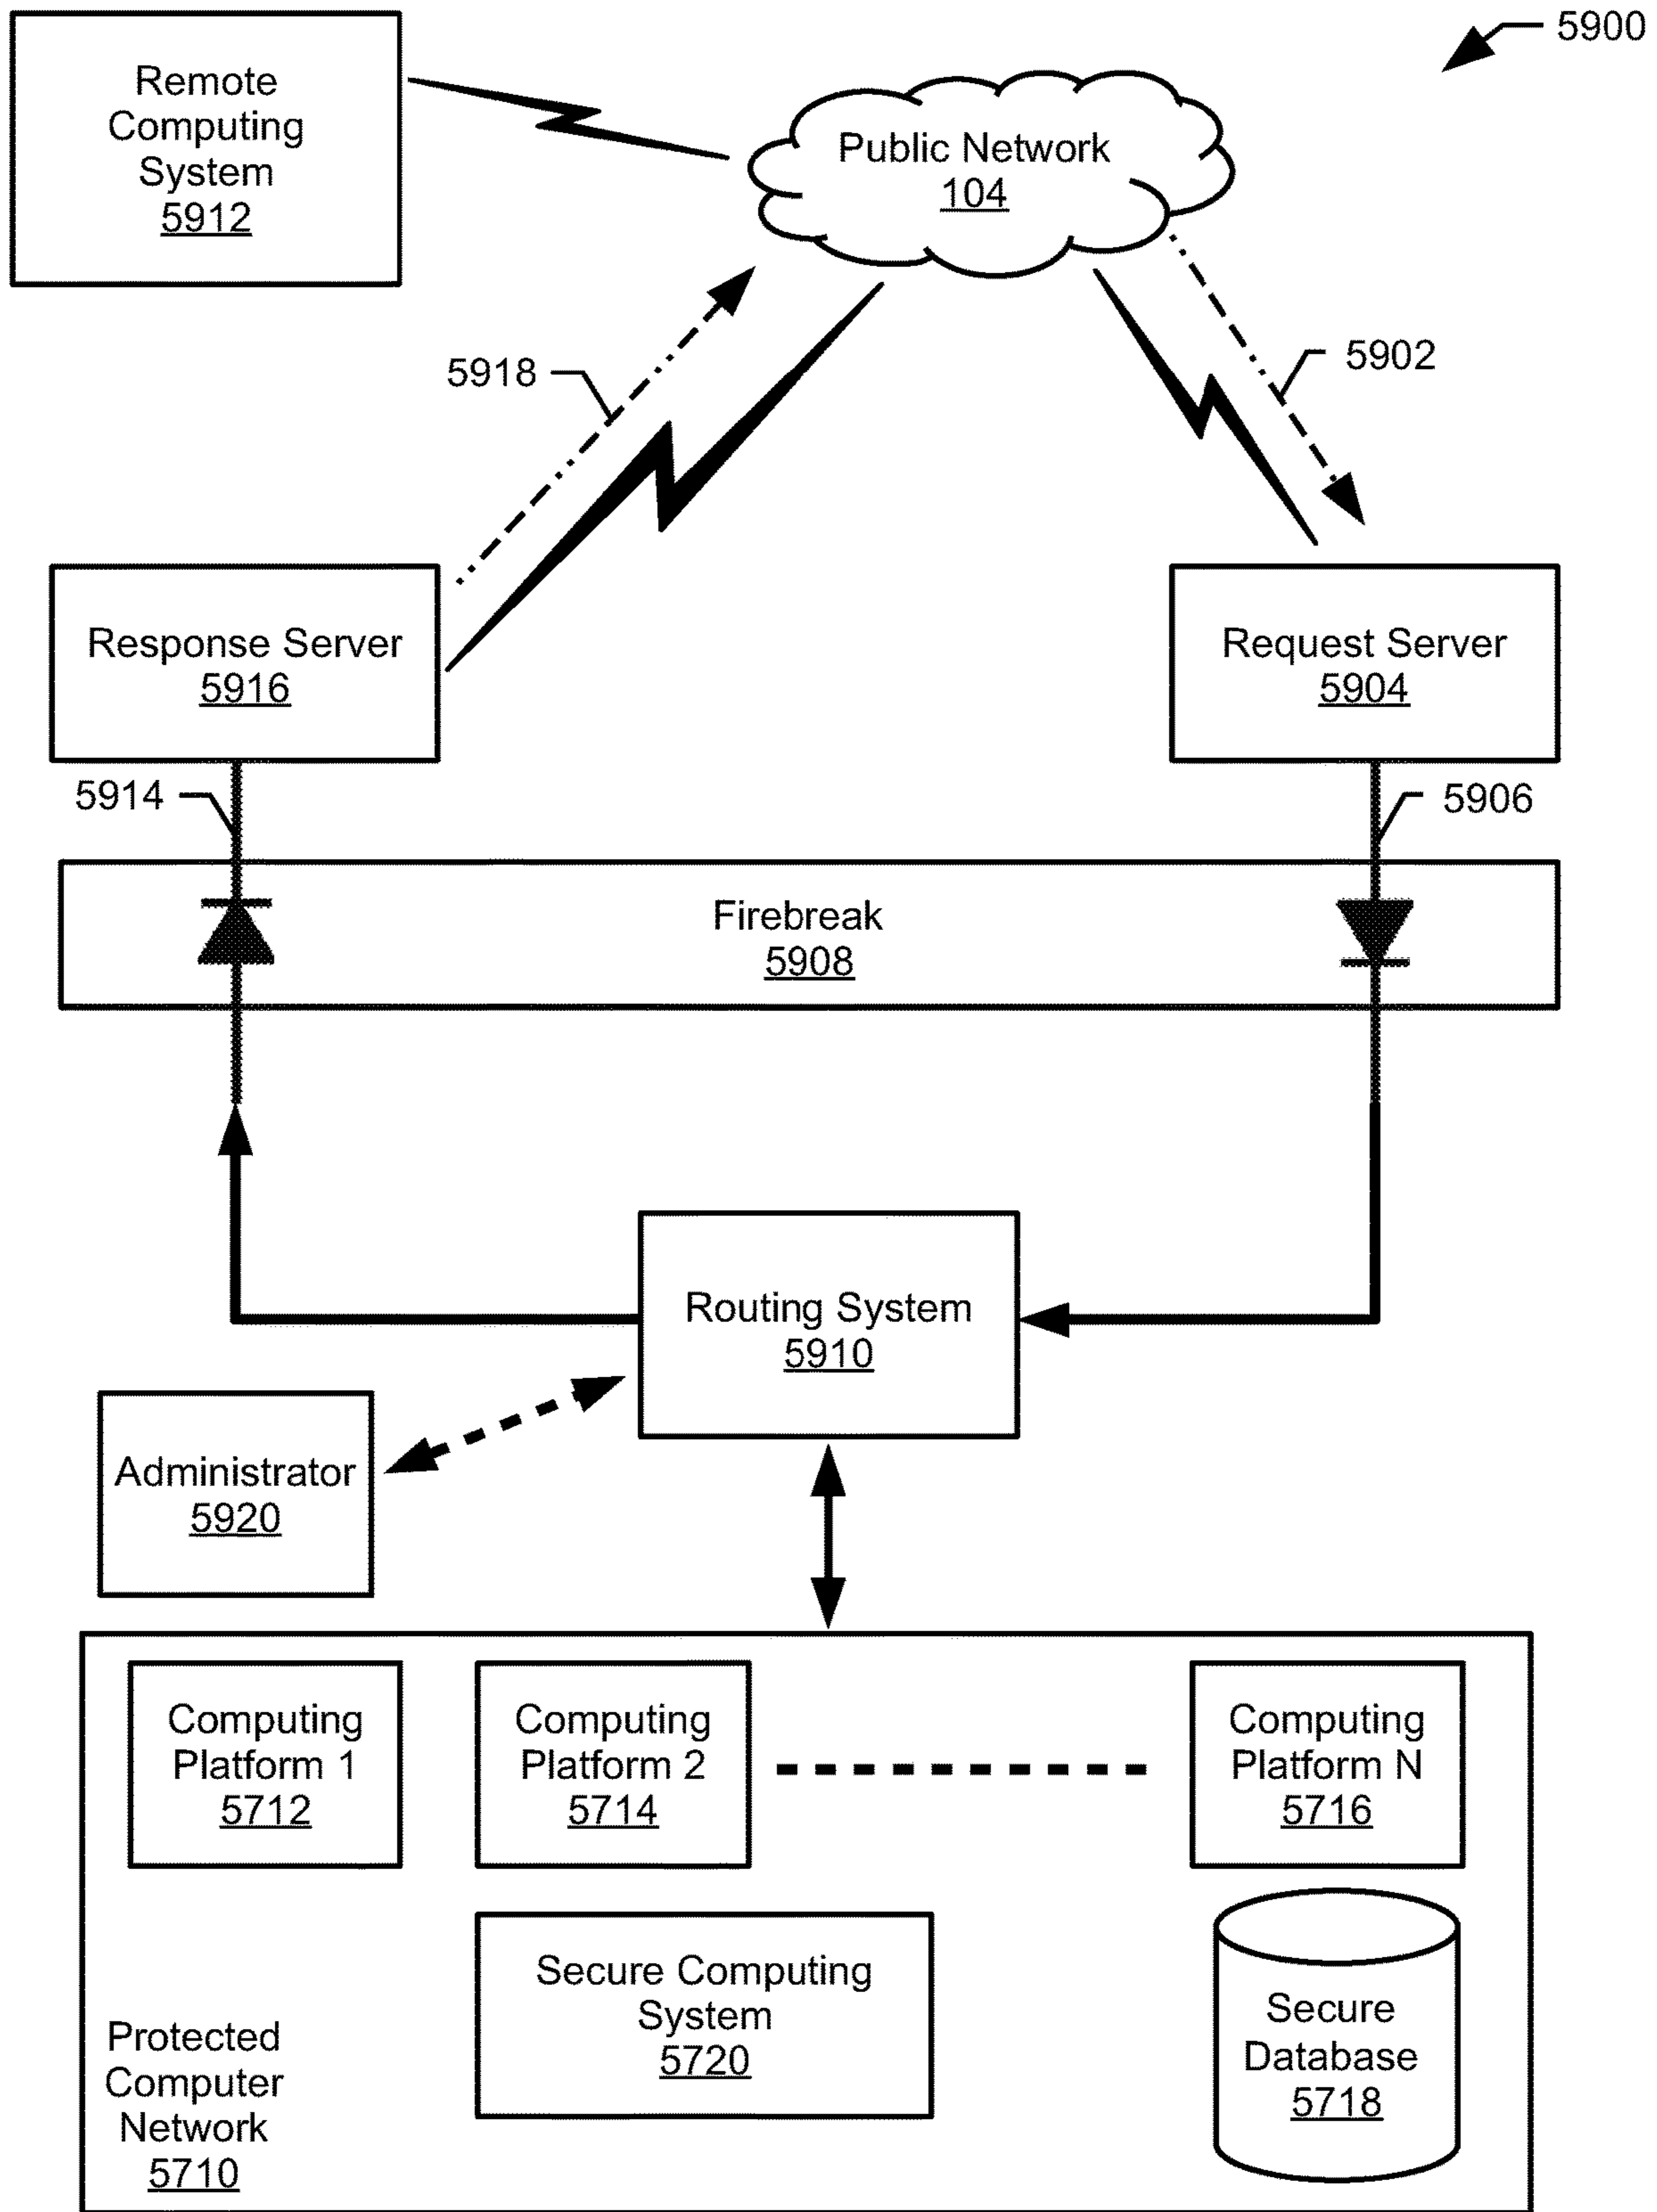 5900
Remote
Computing
System
5912
Public Network
104
5918
5902
Response Server
5916
Request Server
5904
5914
5906
Firebreak
5908
Routing System
5910
Administrator
5920
Computing
Platform 1
5712
Computing
Platform 2
5714
Computing
Platform N
5716
Secure Computing
System
5720
Secure
Database
5718
Protected
Computer
Network
5710